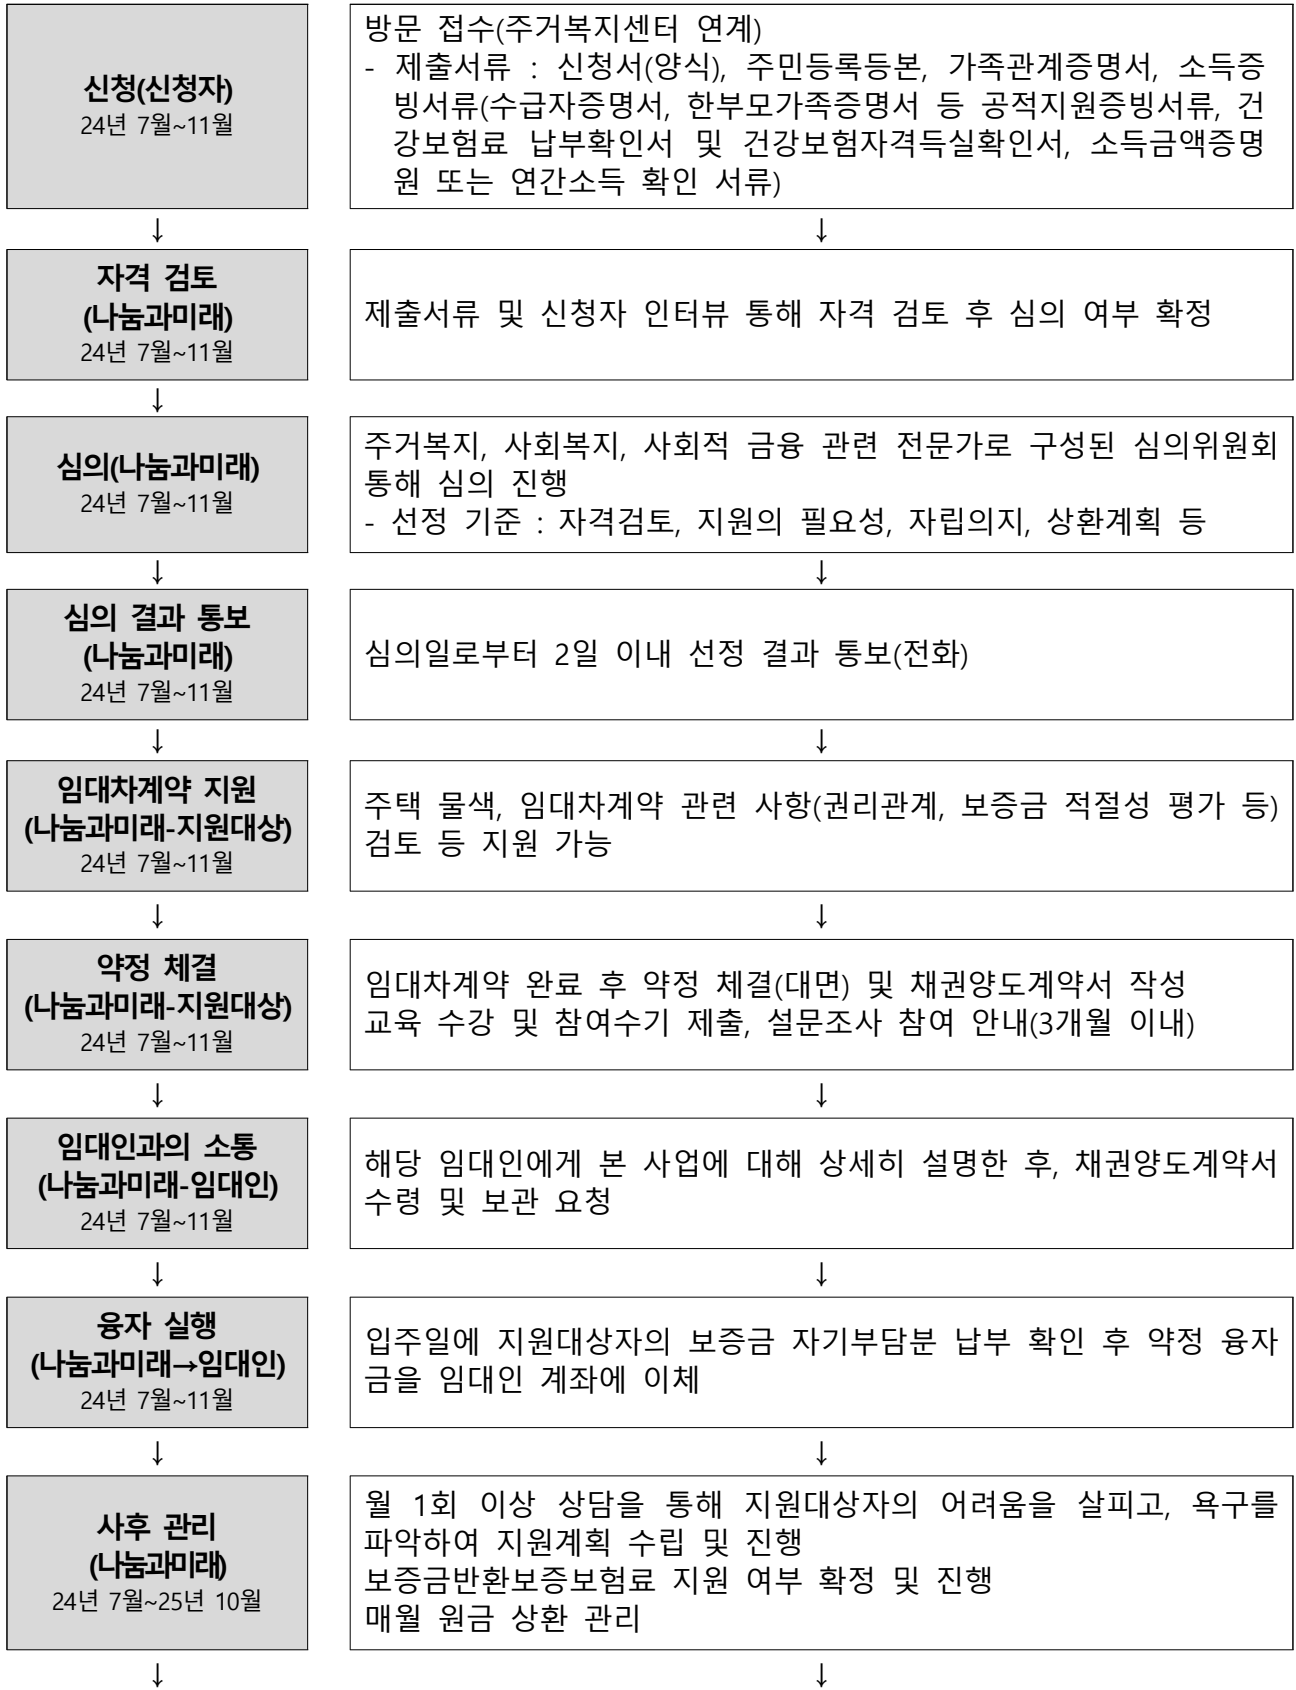 신청(신청자)
24년 7월~11월
방문 접수(주거복지센터 연계)
- 제출서류 : 신청서(양식), 주민등록등본, 가족관계증명서, 소득증
빙서류(수급자증명서, 한부모가족증명서 등 공적지원증빙서류, 건
강보험료 납부확인서 및 건강보험자격득실확인서, 소득금액증명
원 또는 연간소득 확인 서류)
↓ ↓
자격 검토
(나눔과미래)
24년 7월~11월
제출서류 및 신청자 인터뷰 통해 자격 검토 후 심의 여부 확정
↓
심의(나눔과미래)
24년 7월~11월
주거복지, 사회복지, 사회적 금융 관련 전문가로 구성된 심의위원회
통해 심의 진행
- 선정 기준 : 자격검토, 지원의 필요성, 자립의지, 상환계획 등
↓ ↓
심의 결과 통보
(나눔과미래)
24년 7월~11월
심의일로부터 2일 이내 선정 결과 통보(전화)
↓ ↓
임대차계약 지원
(나눔과미래-지원대상)
24년 7월~11월
주택 물색, 임대차계약 관련 사항(권리관계, 보증금 적절성 평가 등)
검토 등 지원 가능
↓ ↓
약정 체결
(나눔과미래-지원대상)
24년 7월~11월
임대차계약 완료 후 약정 체결(대면) 및 채권양도계약서 작성
교육 수강 및 참여수기 제출, 설문조사 참여 안내(3개월 이내)
↓ ↓
임대인과의 소통
(나눔과미래-임대인)
24년 7월~11월
해당 임대인에게 본 사업에 대해 상세히 설명한 후, 채권양도계약서
수령 및 보관 요청
↓ ↓
융자 실행
(나눔과미래→임대인)
24년 7월~11월
입주일에 지원대상자의 보증금 자기부담분 납부 확인 후 약정 융자
금을 임대인 계좌에 이체
↓ ↓
사후 관리
(나눔과미래)
24년 7월~25년 10월
월 1회 이상 상담을 통해 지원대상자의 어려움을 살피고, 욕구를
파악하여 지원계획 수립 및 진행
보증금반환보증보험료 지원 여부 확정 및 진행
매월 원금 상환 관리
↓ ↓